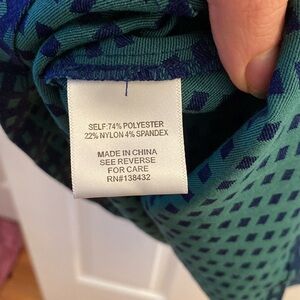 SELF:74% POLYESTER
22% NYLON 4% SPANDEX
MADE IN CHINA
SEE REVERSE
FOR CARE
RN#138432